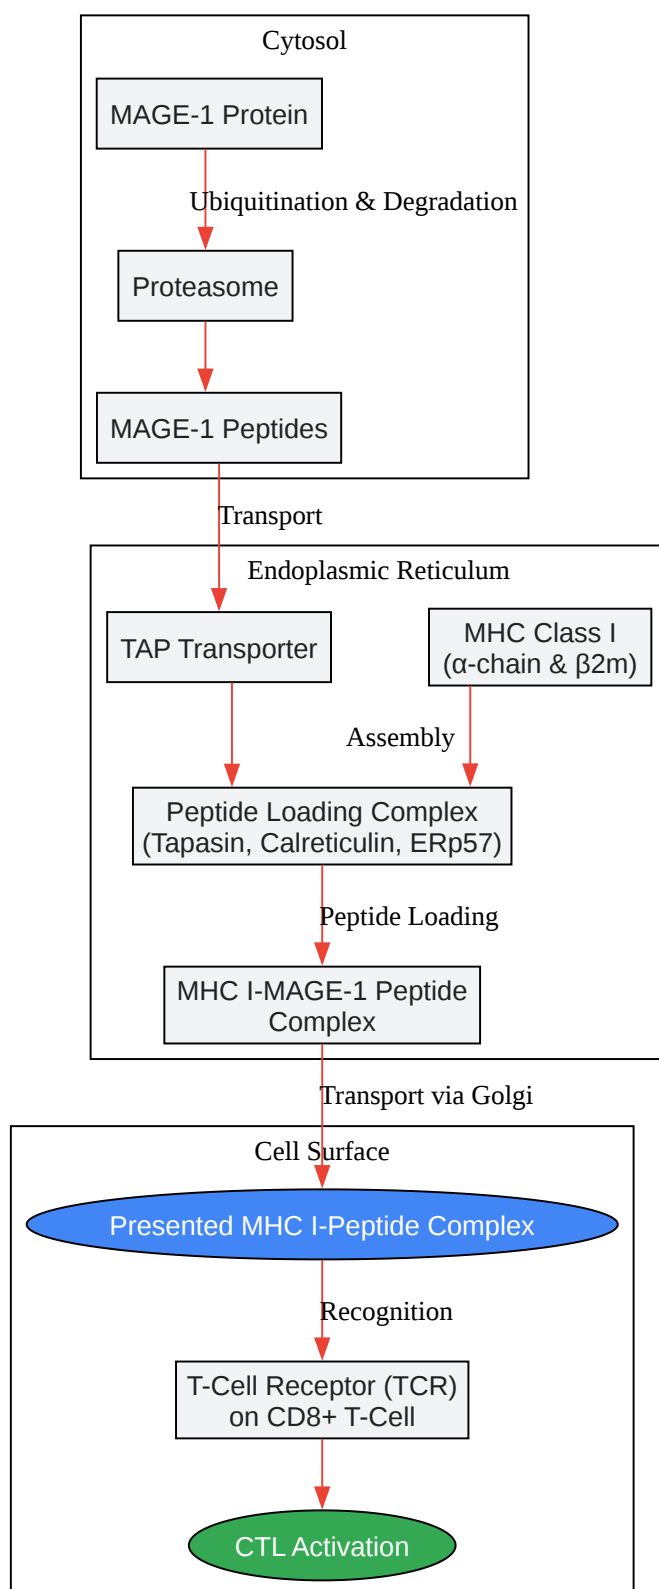 Cytosol
MAGE-1 Protein
Ubiquitination & Degradation
Proteasome
MAGE-1 Peptides
Transport
Endoplasmic Reticulum
TAP Transporter
MHC Class I
(α-chain & β2m)
Assembly
Peptide Loading Complex
(Tapasin, Calreticulin, ERp57)
Peptide Loading
MHC I-MAGE-1 Peptide
Complex
Transport via Golgi
Cell Surface
Presented MHC I-Peptide Complex
Recognition
T-Cell Receptor (TCR)
on CD8+ T-Cell
CTL Activation